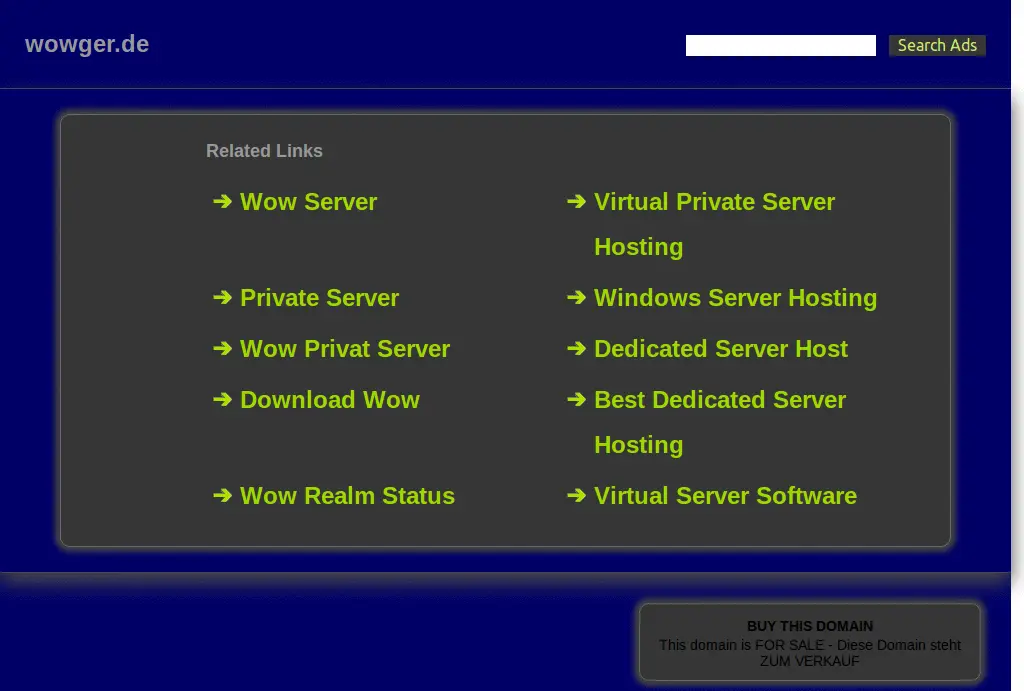 wowger.de
Search Ads
Related Links
➔ Wow Server
➔ Virtual Private Server
Hosting
➔ Private Server
➔ Windows Server Hosting
➔ Wow Privat Server
➔ Dedicated Server Host
➔ Download Wow
➔ Best Dedicated Server
Hosting
➔ Wow Realm Status
➔ Virtual Server Software
BUY THIS DOMAIN
This domain is FOR SALE - Diese Domain steht
ZUM VERKAUF